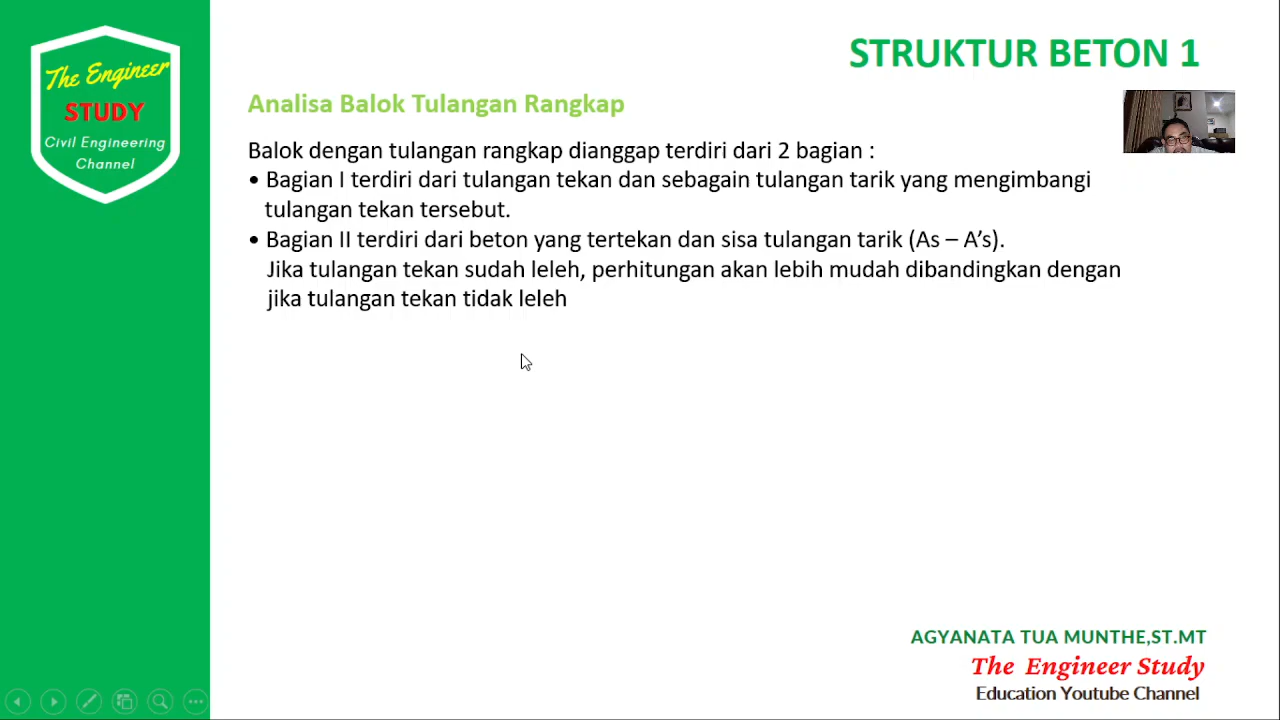 The Engineer
STUDY
Civil Engineering
Channel
STRUKTUR BETON 1
Analisa Balok Tulangan Rangkap
Balok dengan tulangan rangkap dianggap terdiri dari 2 bagian :
• Bagian I terdiri dari tulangan tekan dan sebagain tulangan tarik yang mengimbangi
tulangan tekan tersebut.
• Bagian II terdiri dari beton yang tertekan dan sisa tulangan tarik (As – A’s).
Jika tulangan tekan sudah leleh, perhitungan akan lebih mudah dibandingkan dengan
jika tulangan tekan tidak leleh
AGYANATA TUA MUNTHE,ST.MT
The Engineer Study
Education Youtube Channel